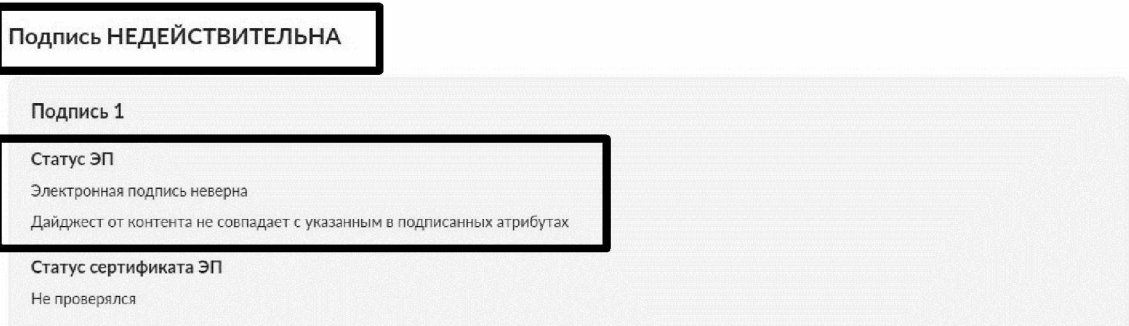 Подпись НЕДЕЙСТВИТЕЛЬНА
Подпись 1
Статус ЭП
Электронная подпись неверна
Дайджест от контента не совпадает с указанным в подписанных атрибутах
Статус сертификата ЭП
Не проверялся